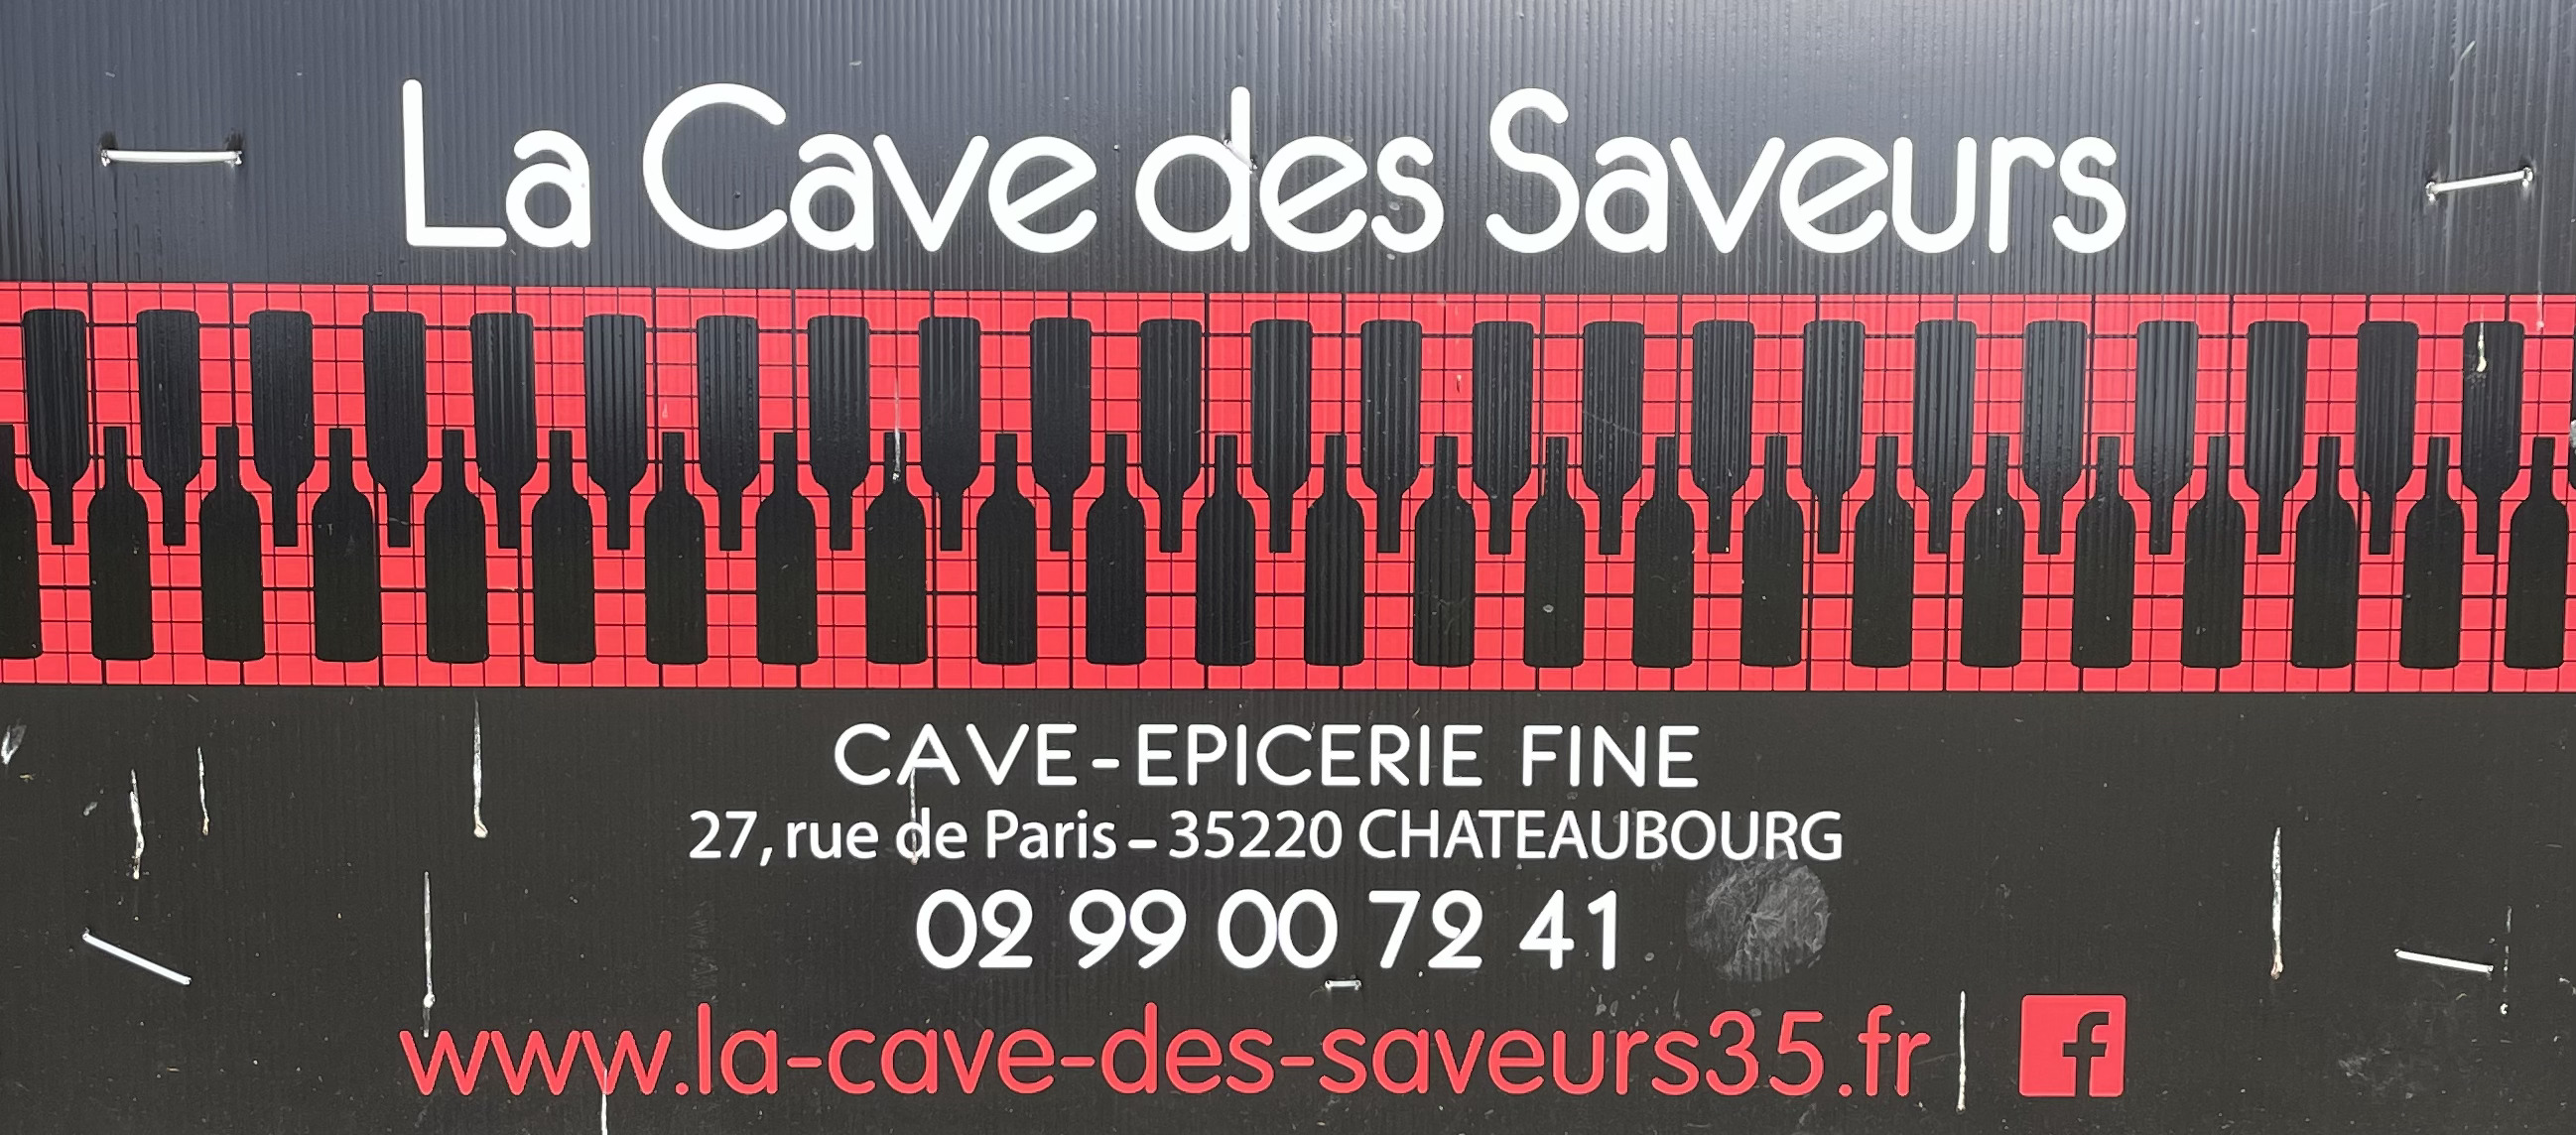 La Cave des Saveurs
CAVE-EPICERIE FINE
27, rue de Paris – 35220 CHATEAUBOURG
02 99 00 72 41
www.la-cave-des-saveurs35.fr f